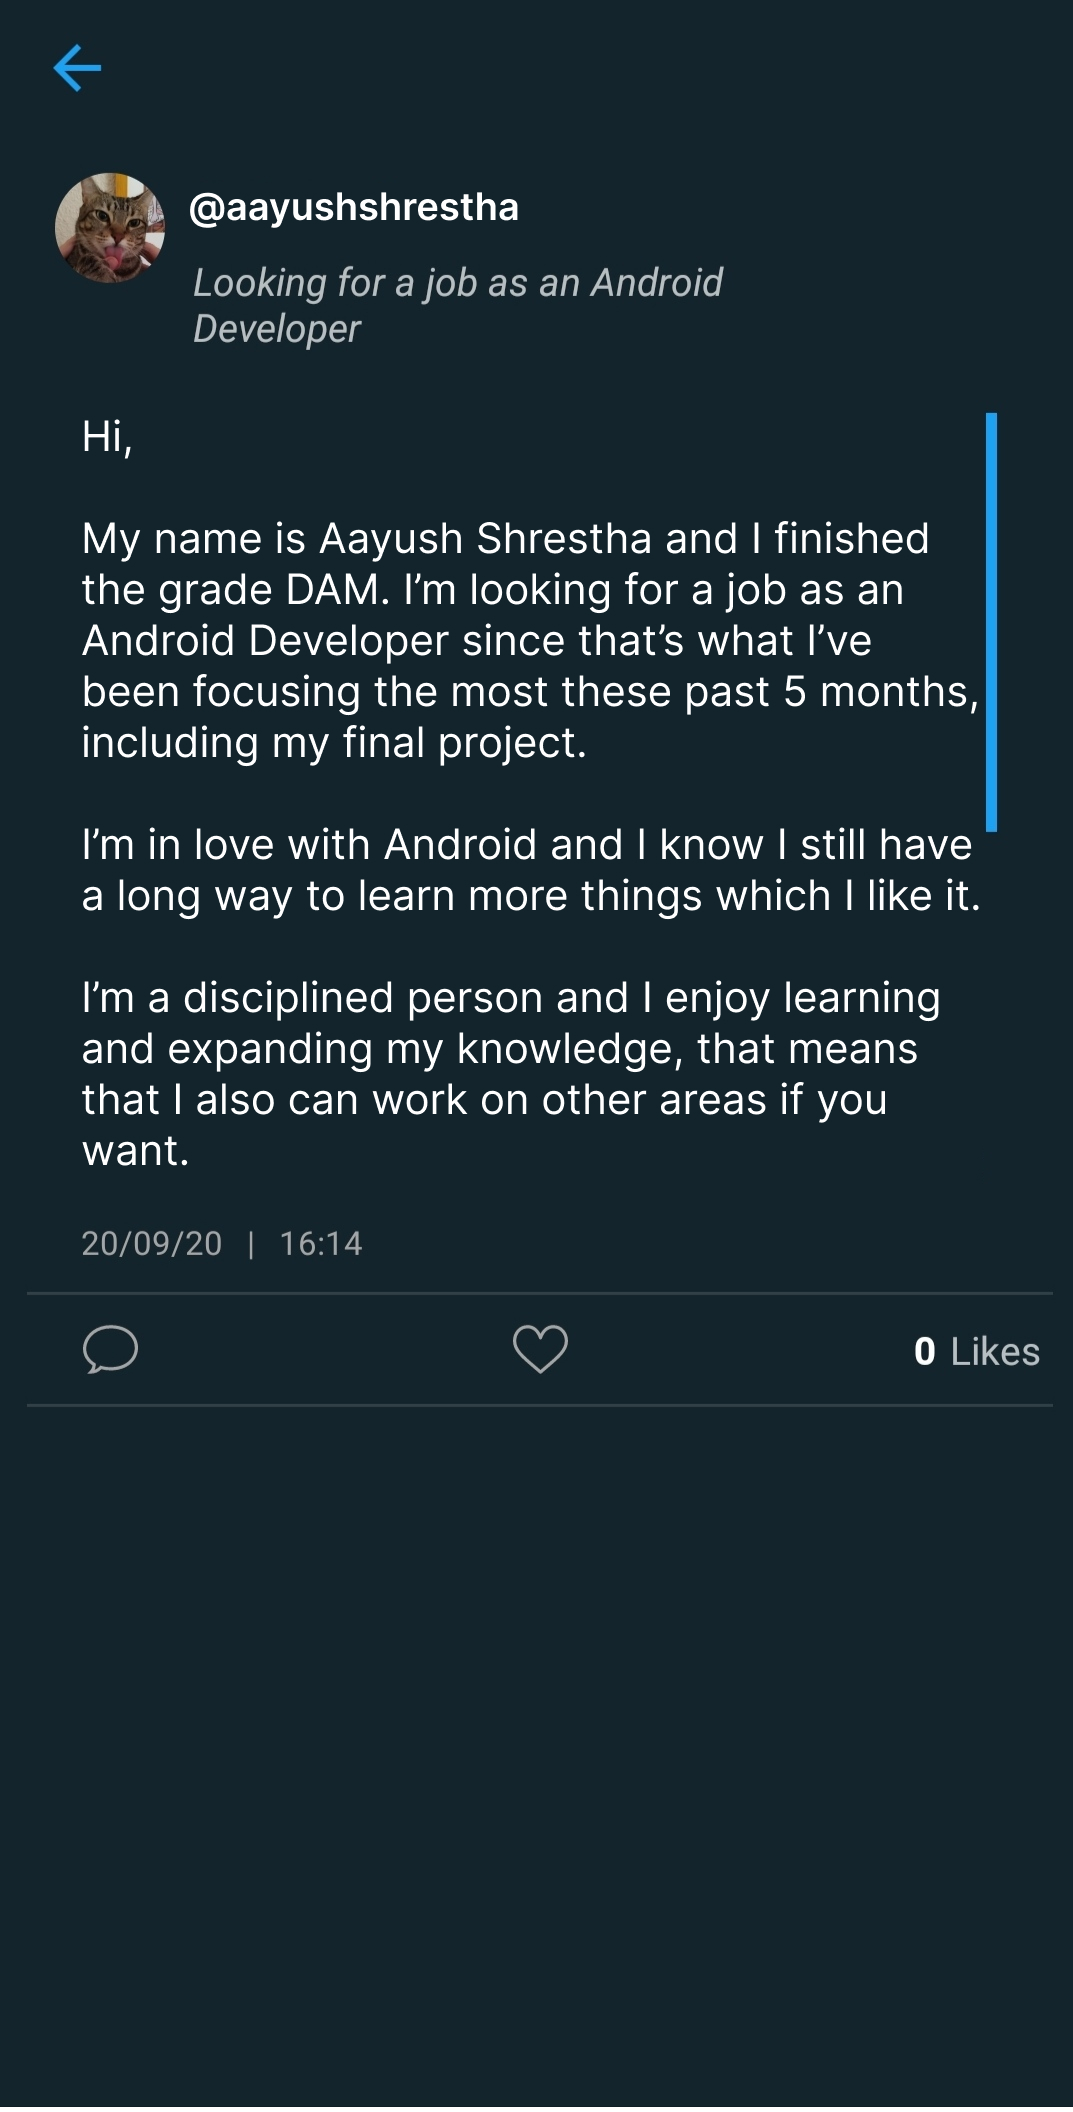 @aayushshrestha
Looking for a job as an Android
Developer
Hi,
My name is Aayush Shrestha and I finished
the grade DAM. I’m looking for a job as an
Android Developer since that’s what I’ve
been focusing the most these past 5 months,
including my final project.
I’m in love with Android and I know I still have
a long way to learn more things which I like it.
I’m a disciplined person and I enjoy learning
and expanding my knowledge, that means
that I also can work on other areas if you
want.
20/09/20 | 16:14
0 Likes